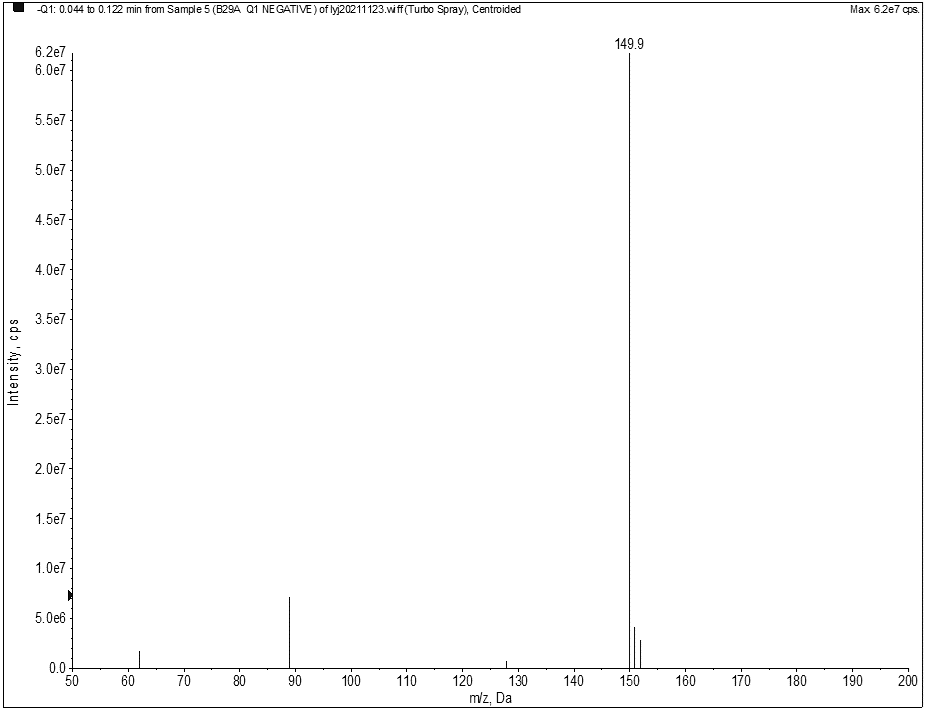 -Q1: 0.044 to 0.122 min from Sample 5 (B29A Q1 NEGATIVE) of lyj20211123.wiff (Turbo Spray), Centroided
Max 6.2e7 cps.
149.9
6.2e7
6.0e7
5.5e7
5.0e7
4.5e7
4.0e7
3.5e7
3.0e7
2.5e7
2.0e7
1.5e7
1.0e7
5.0e6
0.0
Intensity, cps
50 60 70 80 90 100 110 120 130 140 150 160 170 180 190 200
m/z, Da